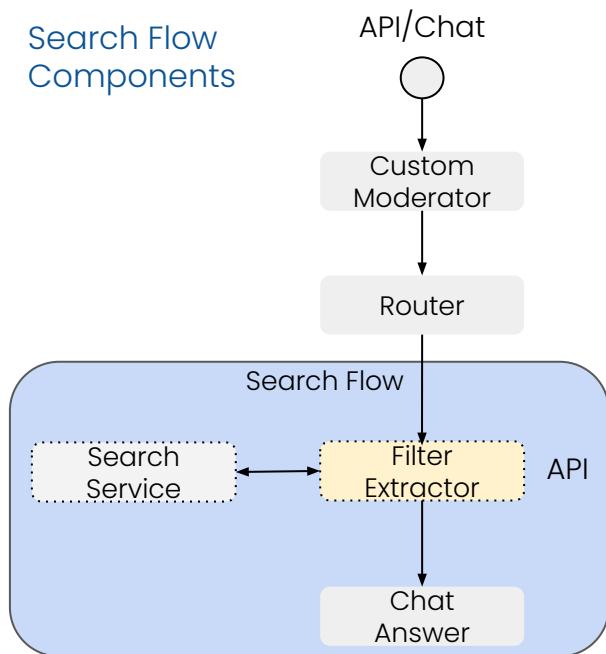 Search Flow
Components
API/Chat
Custom
Moderator
Router
Search Flow
Search
Service
Filter
Extractor
API
Chat
Answer